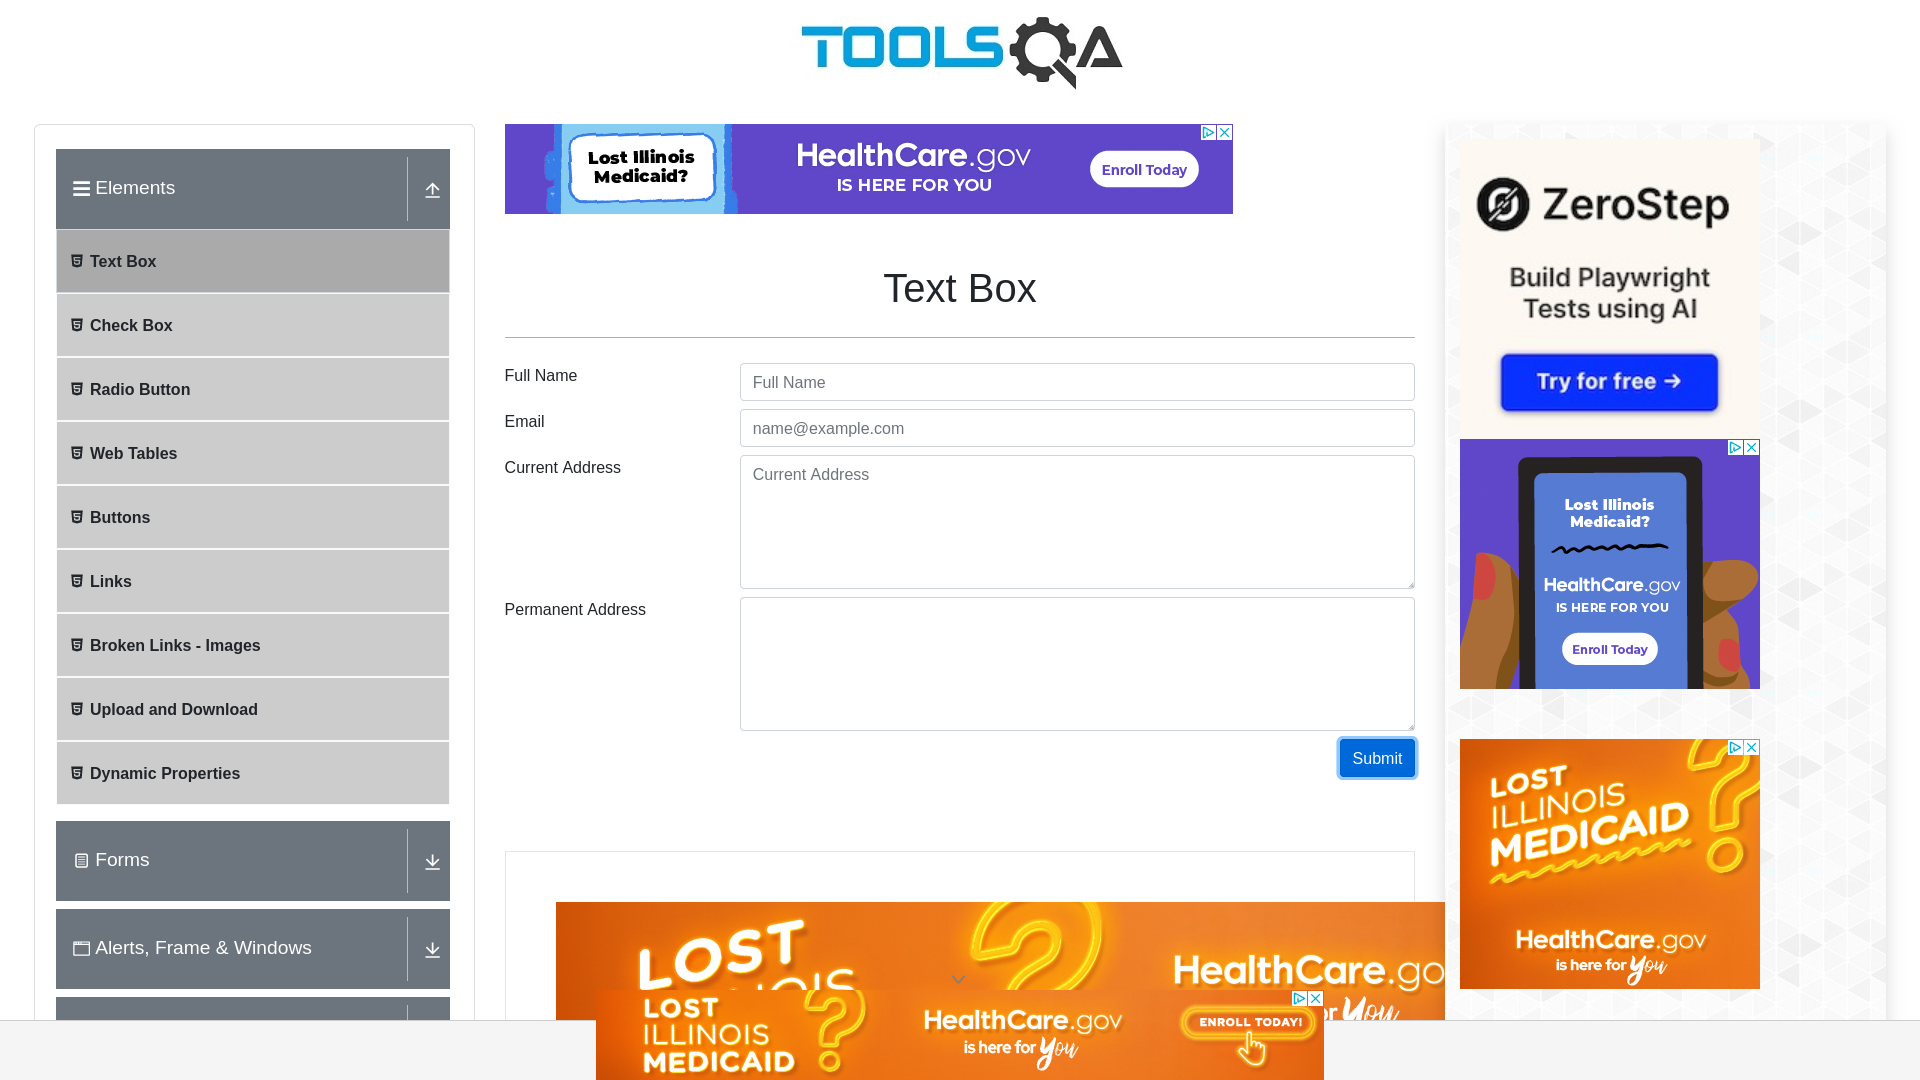 TOOLSQA
Elements
Text Box
Check Box
Radio Button
Web Tables
Buttons
Links
Broken Links - Images
Upload and Download
Dynamic Properties
Forms
Alerts, Frame & Windows
Lost Illinois
Medicaid?
HealthCare.gov
IS HERE FOR YOU
Enroll Today
Text Box
Full Name
Full Name
Email
name@example.com
Current Address
Current Address
Permanent Address
Submit
LOST
HealthCare.go
or You
LOST
ILLINOIS
MEDICAID
HealthCare.gov
is here for You
ENROLL TODAY!
ZeroStep
Build Playwright
Tests using AI
Try for free →
Lost Illinois
Medicaid?
HealthCare.gov
IS HERE FOR YOU
Enroll Today
LOST
ILLINOIS
MEDICAID
HealthCare.gov
is here for You